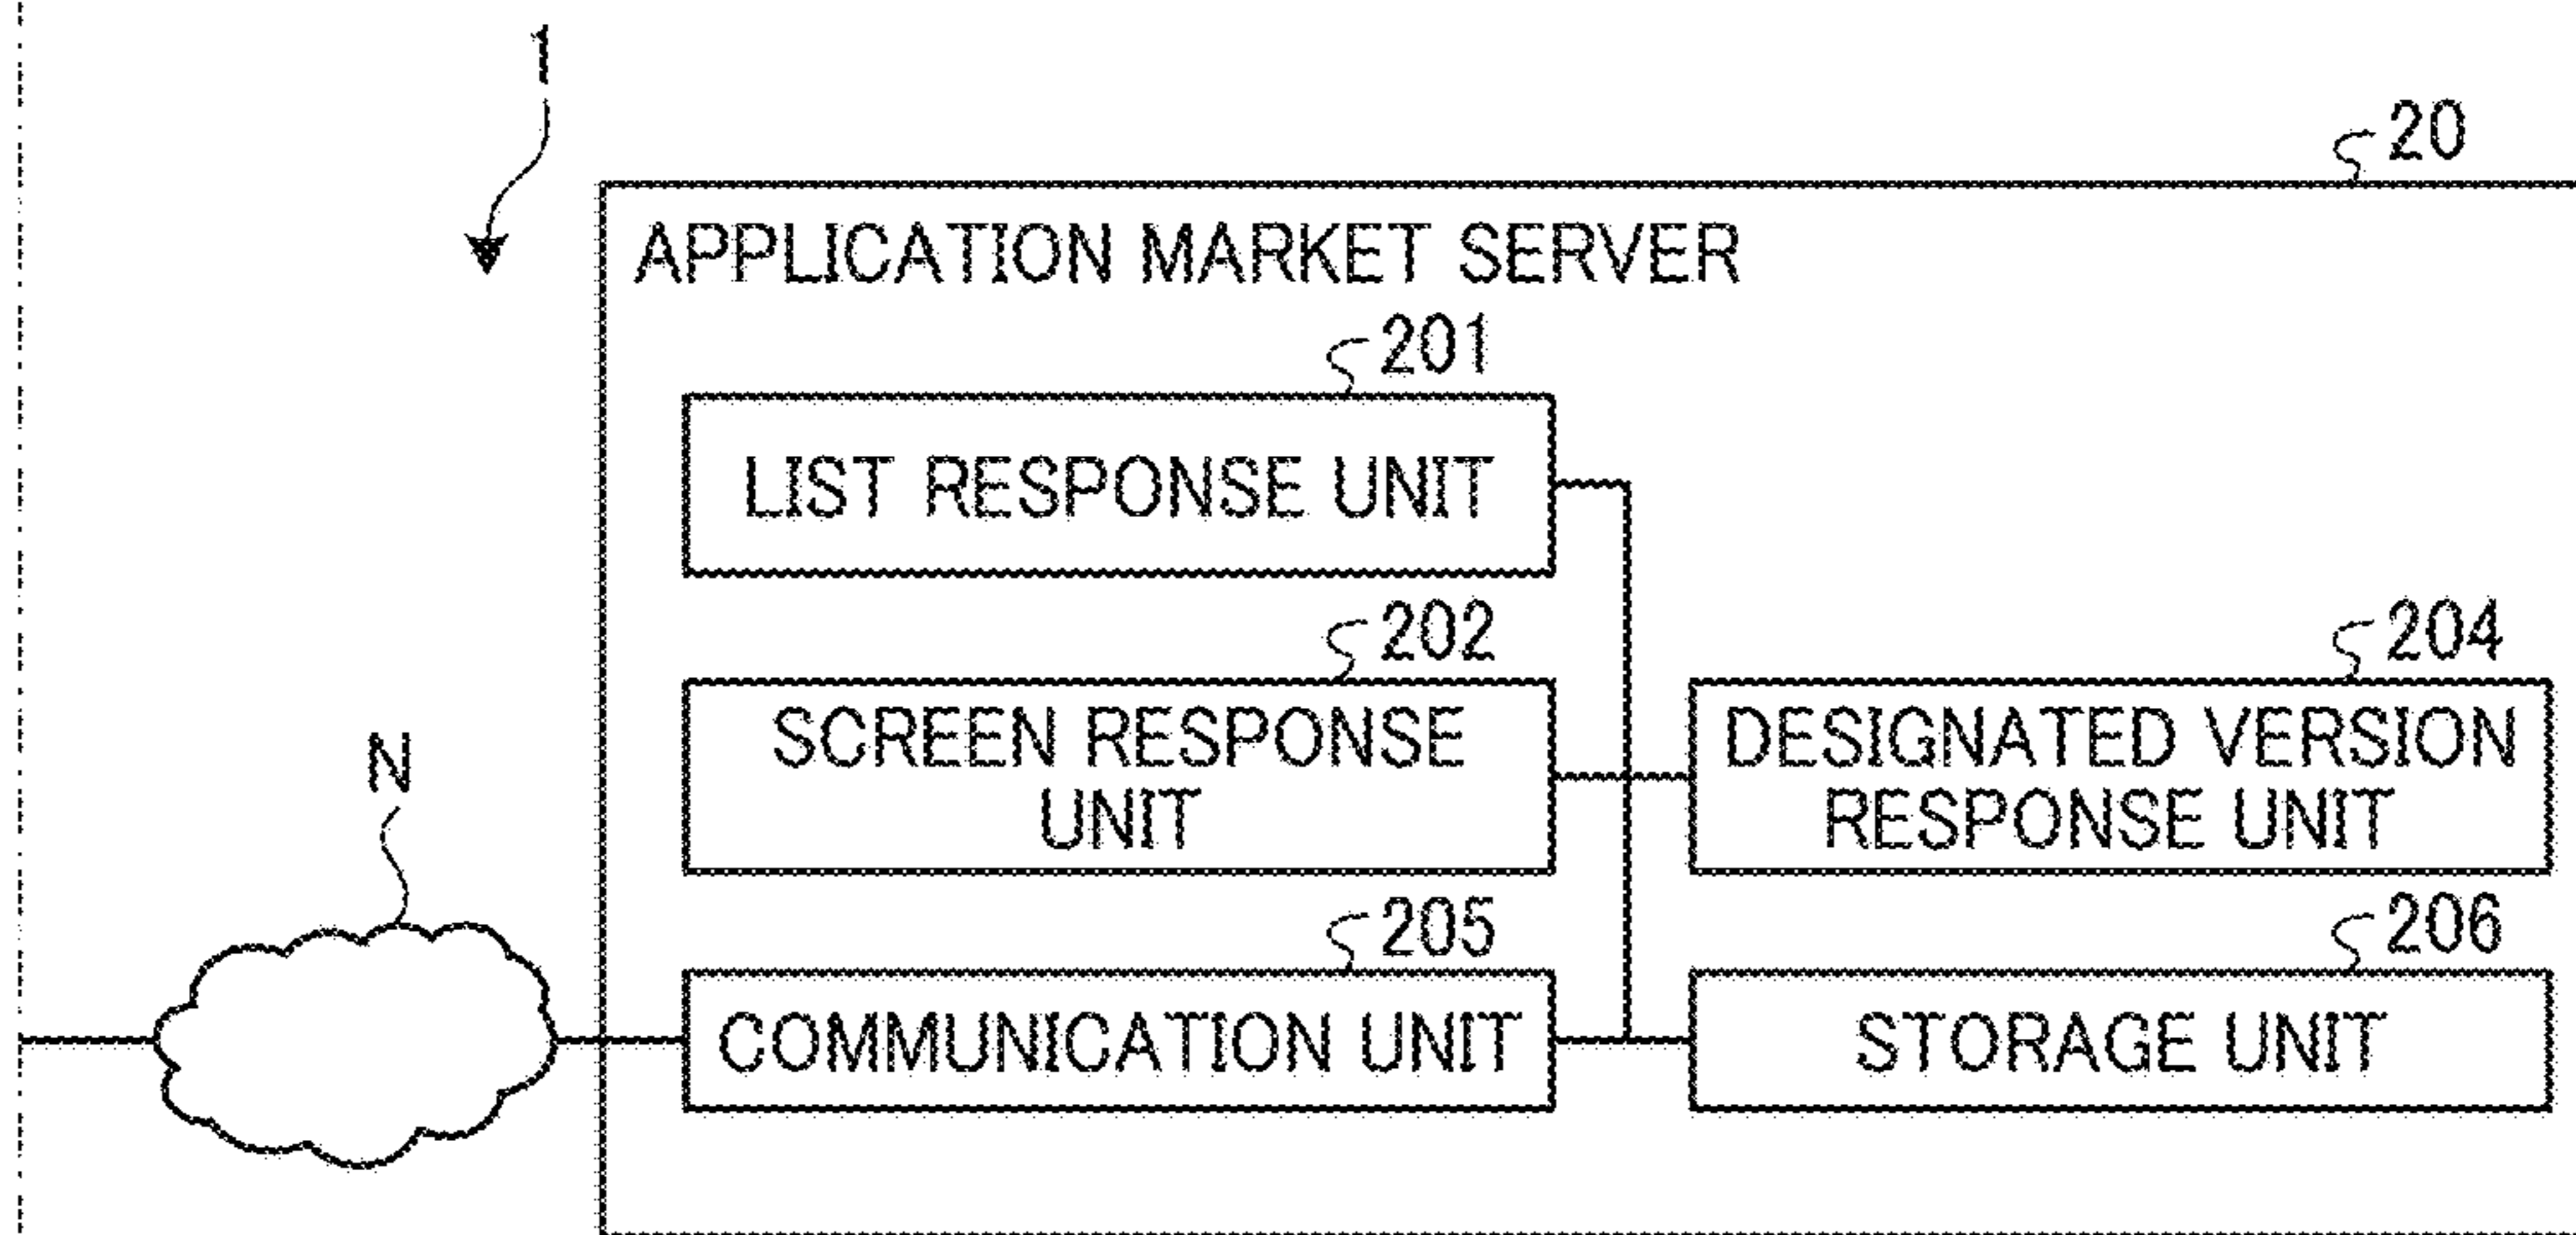 1
20
APPLICATION MARKET SERVER
201
LIST RESPONSE UNIT
202
SCREEN RESPONSE
UNIT
204
DESIGNATED VERSION
RESPONSE UNIT
N
205
COMMUNICATION UNIT
206
STORAGE UNIT